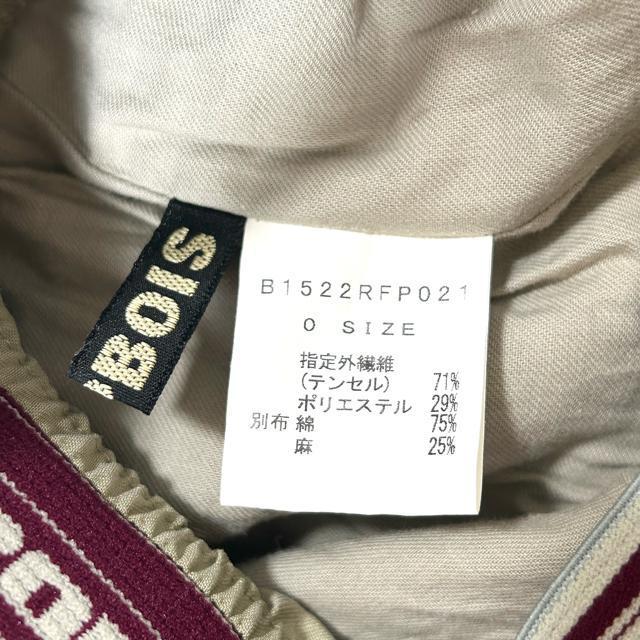 "BOIS
B1522RFP021
0 SIZE
指定外繊維
(テンセル) 71%
ポリエステル 29%
別布 綿 75%
麻 25%